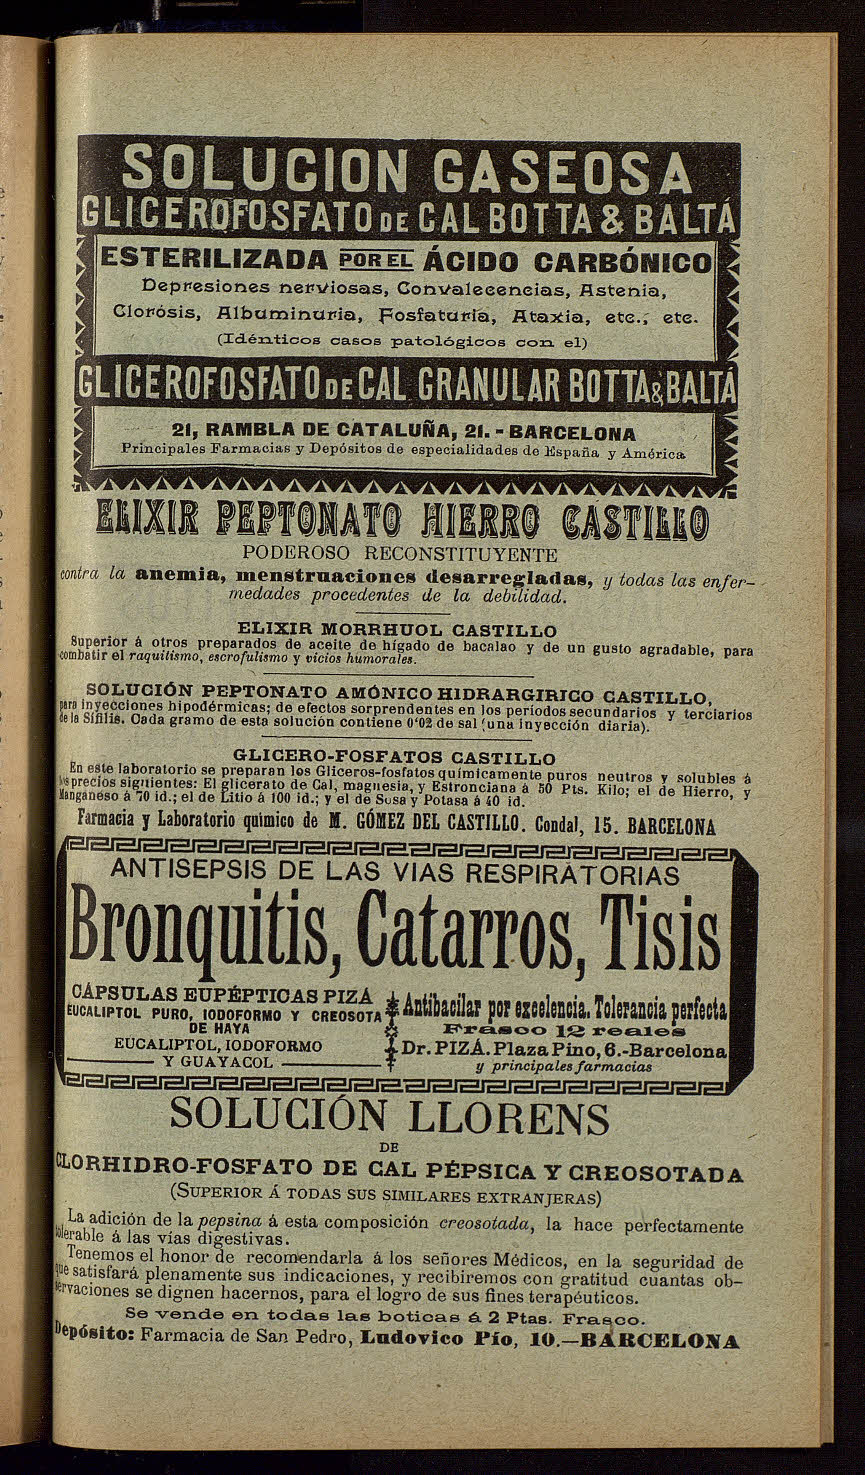 SOLUCION GASEOSA
GLICEROFOSFATO DE CAL BOTTA & BALTÁ
ESTERILIZADA POR EL ÁCIDO CARBÓNICO
Depresiones nerviosas, Convalecencias, Astenia,
Clorósis, Albuminuria, Fosfaturia, Ataxia, etc., etc.
(Idénticos casos patológicos con el)
GLICEROFOSFATO DE CAL GRANULAR BOTTA & BALTÁ
21, RAMBLA DE CATALUÑA, 21. - BARCELONA
Principales Farmacias y Depósitos de especialidades de España y América
ELIXIR PEPTONATO HIERRO CASTILLO
PODEROSO RECONSTITUYENTE
contra la anemia, menstruaciones desarregladas, y todas las enfer-
medades procedentes de la debilidad.
ELIXIR MORRHUOL CASTILLO
Superior á otros preparados de aceite de hígado de bacalao y de un gusto agradable, para
combatir el raquitismo, escrofulismo y vicios humorales.
SOLUCIÓN PEPTONATO AMÓNICO HIDRARGIRICO CASTILLO,
para inyecciones hipodérmicas; de efectos sorprendentes en los períodos secundarios y terciarios
de la Sífilis. Cada gramo de esta solución contiene 0'02 de sal (una inyección diaria).
GLICERO-FOSFATOS CASTILLO
En este laboratorio se preparan los Gliceros-fosfatos químicamente puros neutros y solubles á
los precios siguientes: El glicerato de Cal, magnesia, y Estronciana á 50 Pts. Kilo; el de Hierro, y
Manganeso á 70 id.; el de Litio á 100 id.; y el de Sosa y Potasa á 40 id.
Farmacia y Laboratorio químico de M. GÓMEZ DEL CASTILLO. Condal, 15. BARCELONA
ANTISEPSIS DE LAS VIAS RESPIRATORIAS
Bronquitis, Catarros, Tisis
CÁPSULAS EUPÉPTICAS PIZÁ
EUCALIPTOL PURO, IODOFORMO Y CREOSOTA
DE HAYA
EUCALIPTOL, IODOFORMO
Y GUAYACOL
Antibacilar por excelencia. Tolerancia perfecta
Frasco 12 reales
Dr. PIZÁ. Plaza Pino, 6.-Barcelona
y principales farmacias
SOLUCIÓN LLORENS
DE
CLORHIDRO-FOSFATO DE CAL PÉPSICA Y CREOSOTADA
(SUPERIOR Á TODAS SUS SIMILARES EXTRANJERAS)
La adición de la pepsina á esta composición creosotada, la hace perfectamente
tolerable á las vías digestivas.
Tenemos el honor de recomendarla á los señores Médicos, en la seguridad de
que satisfará plenamente sus indicaciones, y recibiremos con gratitud cuantas ob-
servaciones se dignen hacernos, para el logro de sus fines terapéuticos.
Se vende en todas las boticas á 2 Ptas. Frasco.
Depósito: Farmacia de San Pedro, Ludovico Pío, 10.—BARCELONA